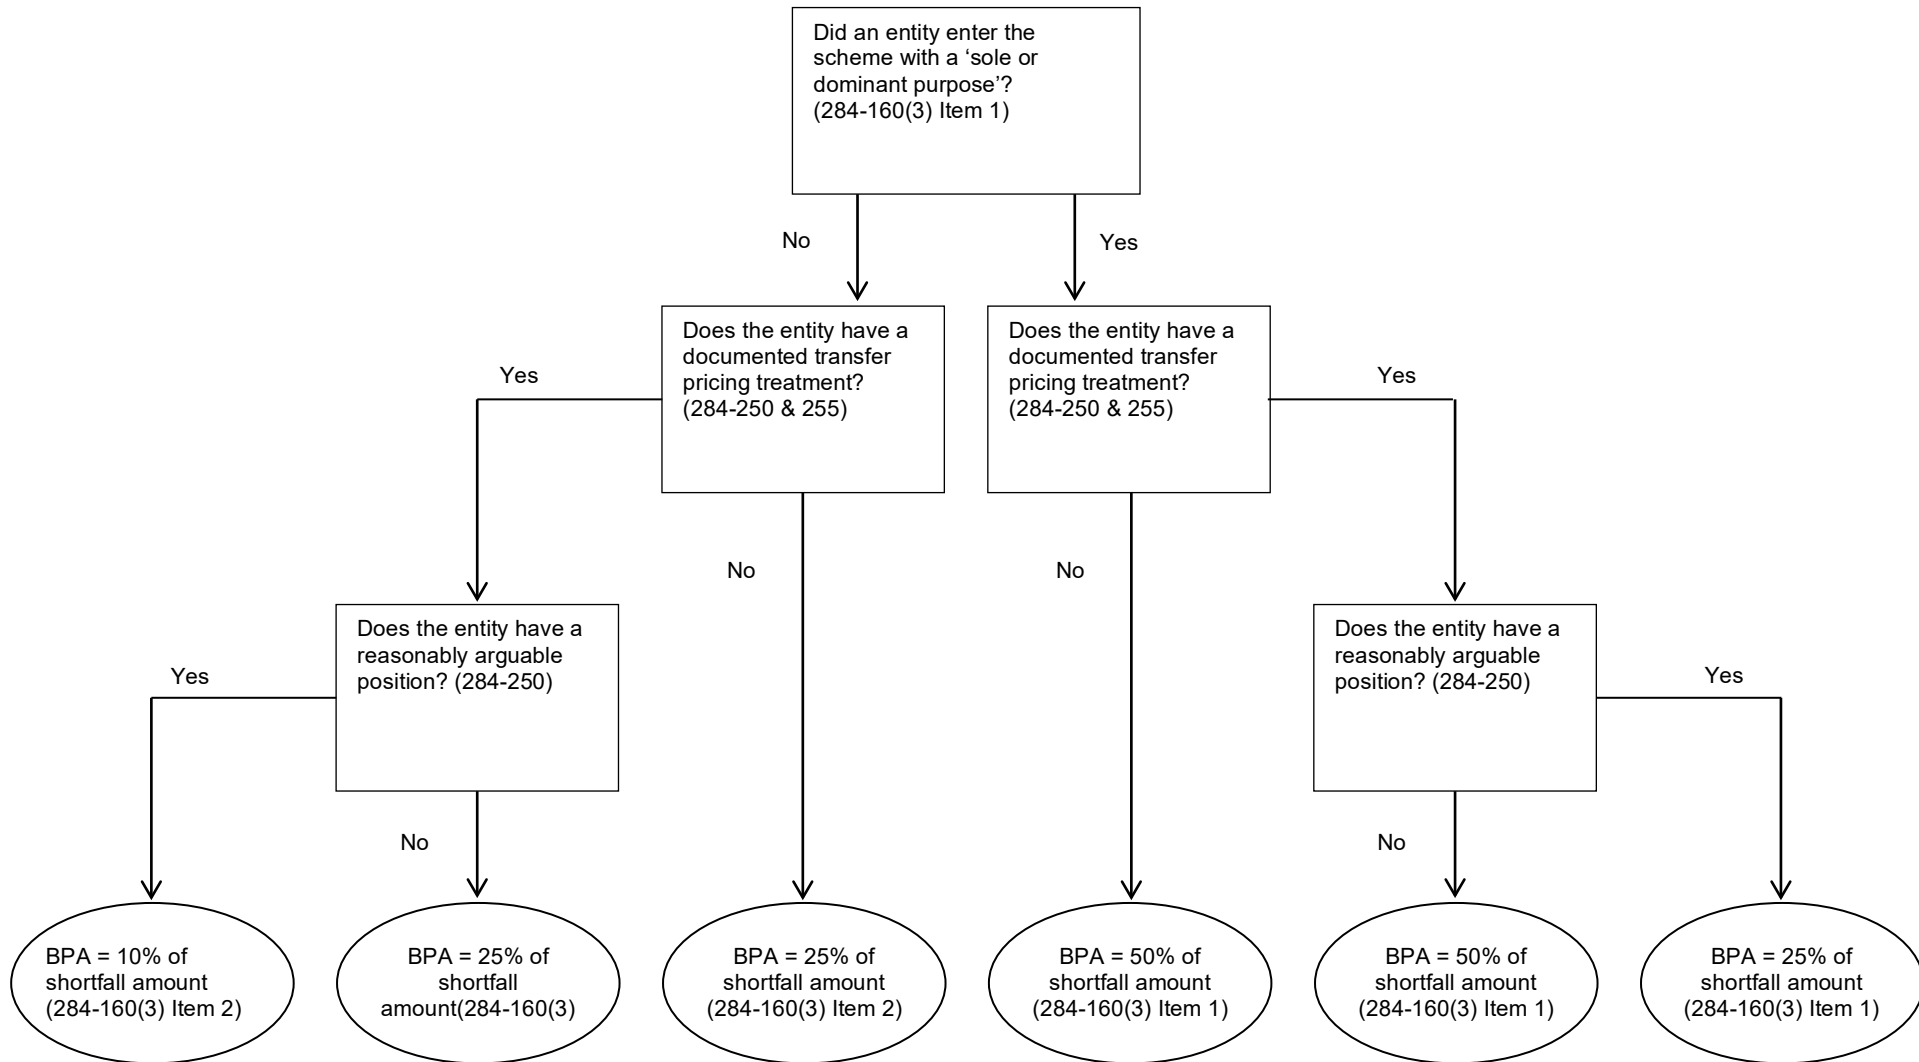 Did an entity enter the
scheme with a ‘sole or
dominant purpose’?
(284-160(3) Item 1)
No
Yes
Does the entity have a
documented transfer
pricing treatment?
(284-250 & 255)
Does the entity have a
documented transfer
pricing treatment?
(284-250 & 255)
Yes
Yes
No
No
Does the entity have a
reasonably arguable
position? (284-250)
Does the entity have a
reasonably arguable
position? (284-250)
Yes
Yes
No
No
BPA = 10% of
shortfall amount
(284-160(3) Item 2)
BPA = 25% of
shortfall
amount(284-160(3)
BPA = 25% of
shortfall amount
(284-160(3) Item 2)
BPA = 50% of
shortfall amount
(284-160(3) Item 1)
BPA = 50% of
shortfall amount
(284-160(3) Item 1)
BPA = 25% of
shortfall amount
(284-160(3) Item 1)